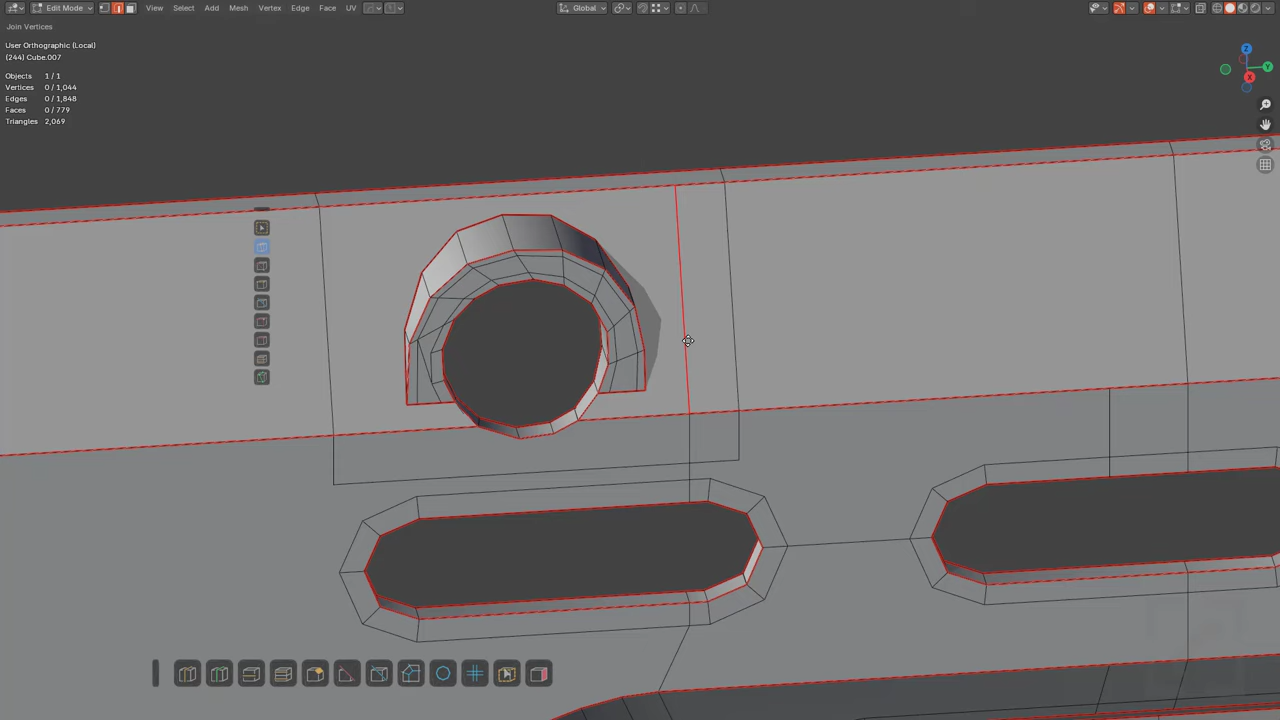 Edit Mode View Select Add Mesh Vertex Edge Face UV Global
Join Vertices
User Orthographic (Local)
(244) Cube.007
Objects 1 / 1
Vertices 0 / 1,044
Edges 0 / 1,848
Faces 0 / 779
Triangles 2,069
Z
Y
X